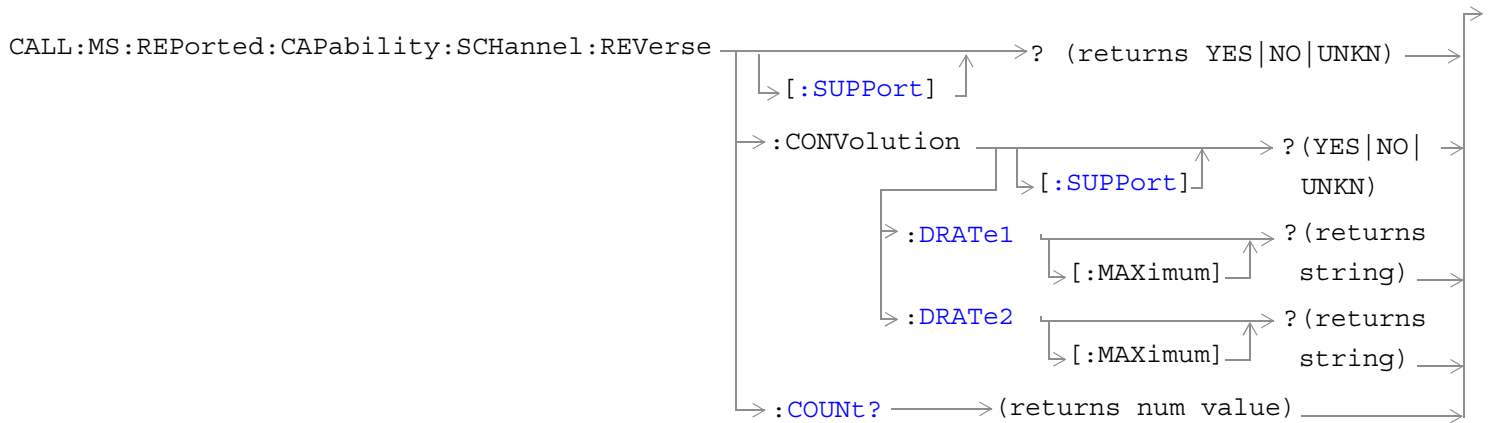 CALL:MS:REPorted:CAPability:SCHannel:REVerse ? (returns YES|NO|UNKN)
[:SUPPort]
:CONVolution ?(YES|NO|
[:SUPPort] UNKN)
:DRATe1 ?(returns
[:MAXimum] string)
:DRATe2 ?(returns
[:MAXimum] string)
:COUNt? (returns num value)